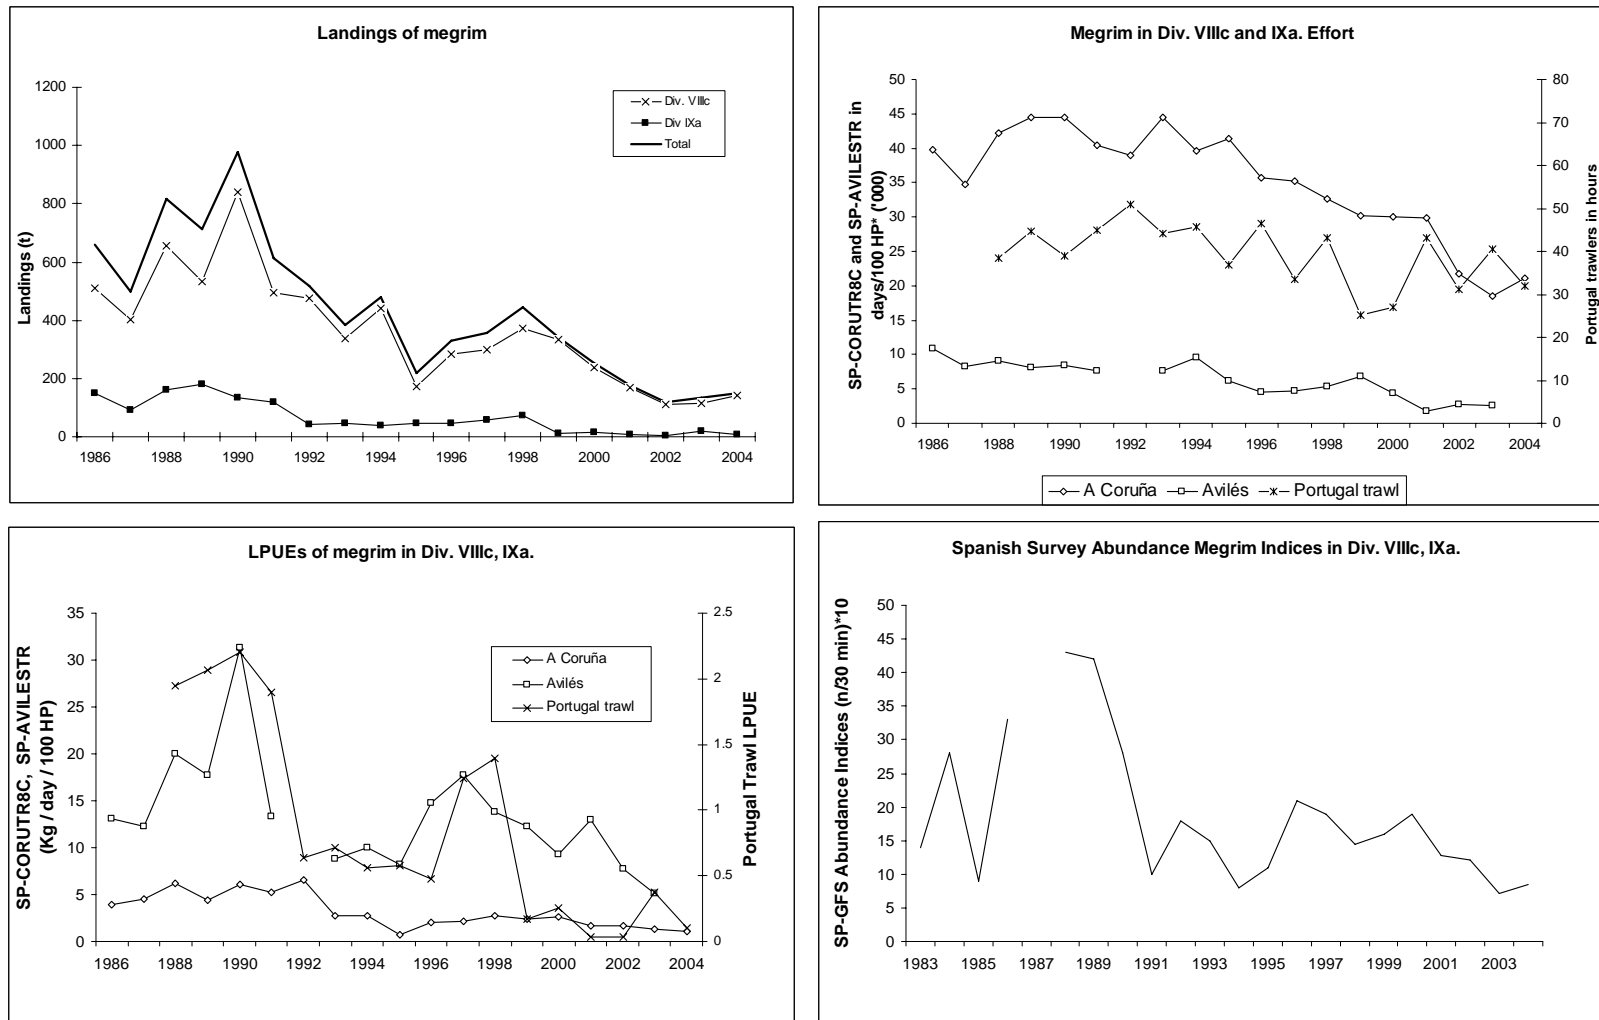 Landings of megrim
Landings (t)
1200
1000
800
600
400
200
0
1986 1988 1990 1992 1994 1996 1998 2000 2002 2004
Div. VIIIc
Div IXa
Total
Megrim in Div. VIIIc and IXa. Effort
SP-CORUTR8C and SP-AVILESTR in
days/100 HP* ('000)
50
45
40
35
30
25
20
15
10
5
0
80
70
60
50
40
30
20
10
0
Portugal trawlers in hours
1986 1988 1990 1992 1994 1996 1998 2000 2002 2004
A Coruña Avilés Portugal trawl
LPUEs of megrim in Div. VIIIc, IXa.
SP-CORUTR8C, SP-AVILESTR
(Kg / day / 100 HP)
35
30
25
20
15
10
5
0
2.5
2
1.5
1
0.5
0
Portugal Trawl LPUE
A Coruña
Avilés
Portugal trawl
1986 1988 1990 1992 1994 1996 1998 2000 2002 2004
Spanish Survey Abundance Megrim Indices in Div. VIIIc, IXa.
SP-GFS Abundance Indices (n/30 min)*10
50
45
40
35
30
25
20
15
10
5
0
1983 1985 1987 1989 1991 1993 1995 1997 1999 2001 2003